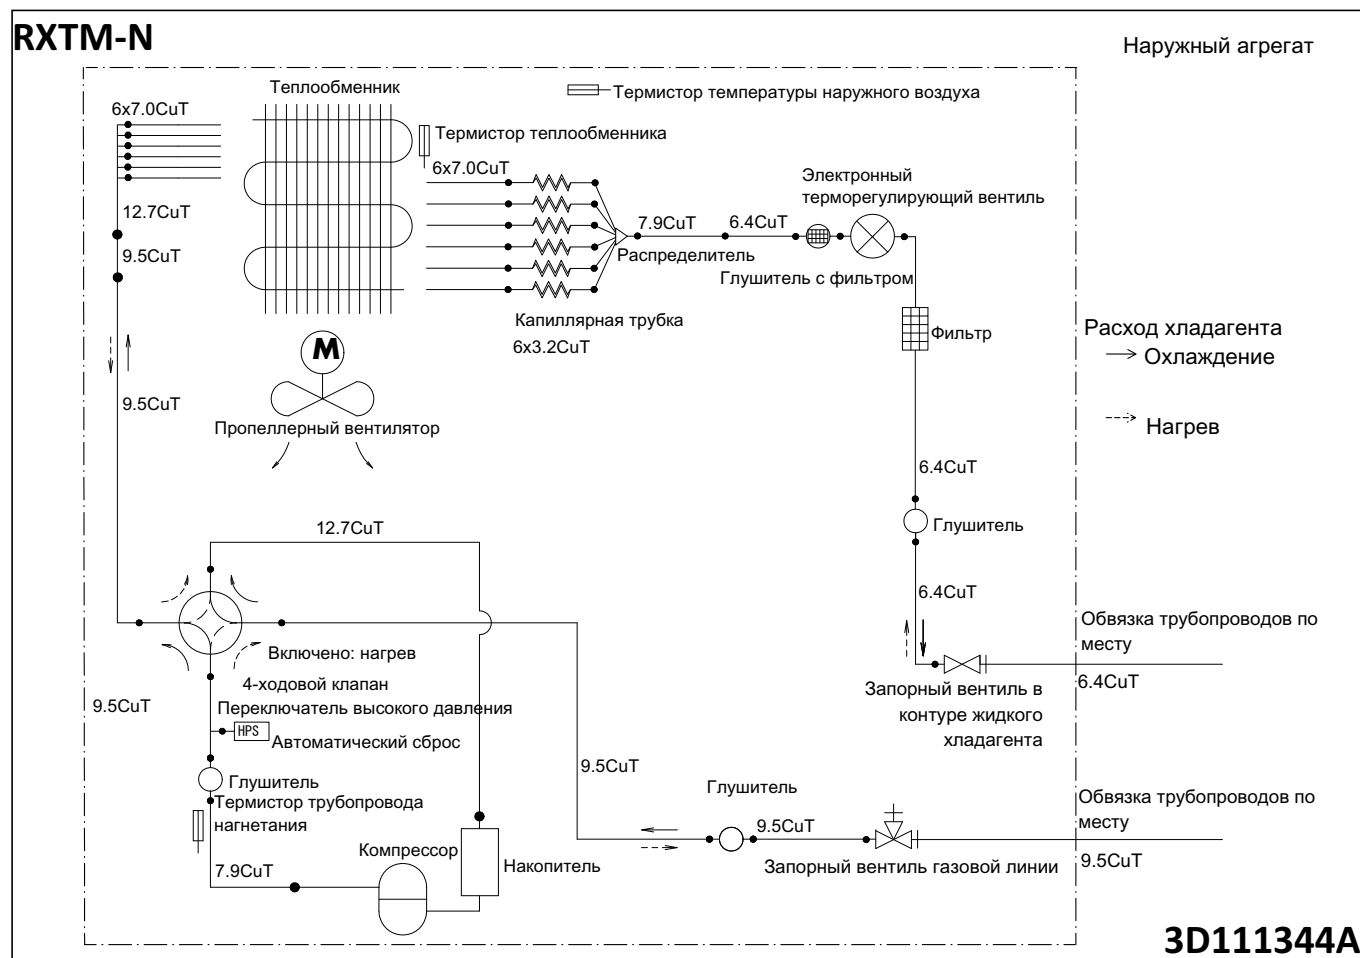 RXTM-N
Наружный агрегат
Теплообменник
Термистор температуры наружного воздуха
6x7.0CuT
Термистор теплообменника
6x7.0CuT
Электронный
терморегулирующий вентиль
12.7CuT
7.9CuT
6.4CuT
9.5CuT
Распределитель
Глушитель с фильтром
Капиллярная трубка
6x3.2CuT
Фильтр
Расход хладагента
Охлаждение
M
9.5CuT
Нагрев
Пропеллерный вентилятор
6.4CuT
12.7CuT
Глушитель
6.4CuT
Обвязка трубопроводов по
месту
6.4CuT
Включено: нагрев
4-ходовой клапан
9.5CuT
Переключатель высокого давления
HPS
Автоматический сброс
Запорный вентиль в
контуре жидкого
хладагента
9.5CuT
Глушитель
Глушитель
Термистор трубопровода
нагнетания
Обвязка трубопроводов по
месту
9.5CuT
9.5CuT
Компрессор
Накопитель
Запорный вентиль газовой линии
7.9CuT
3D111344A